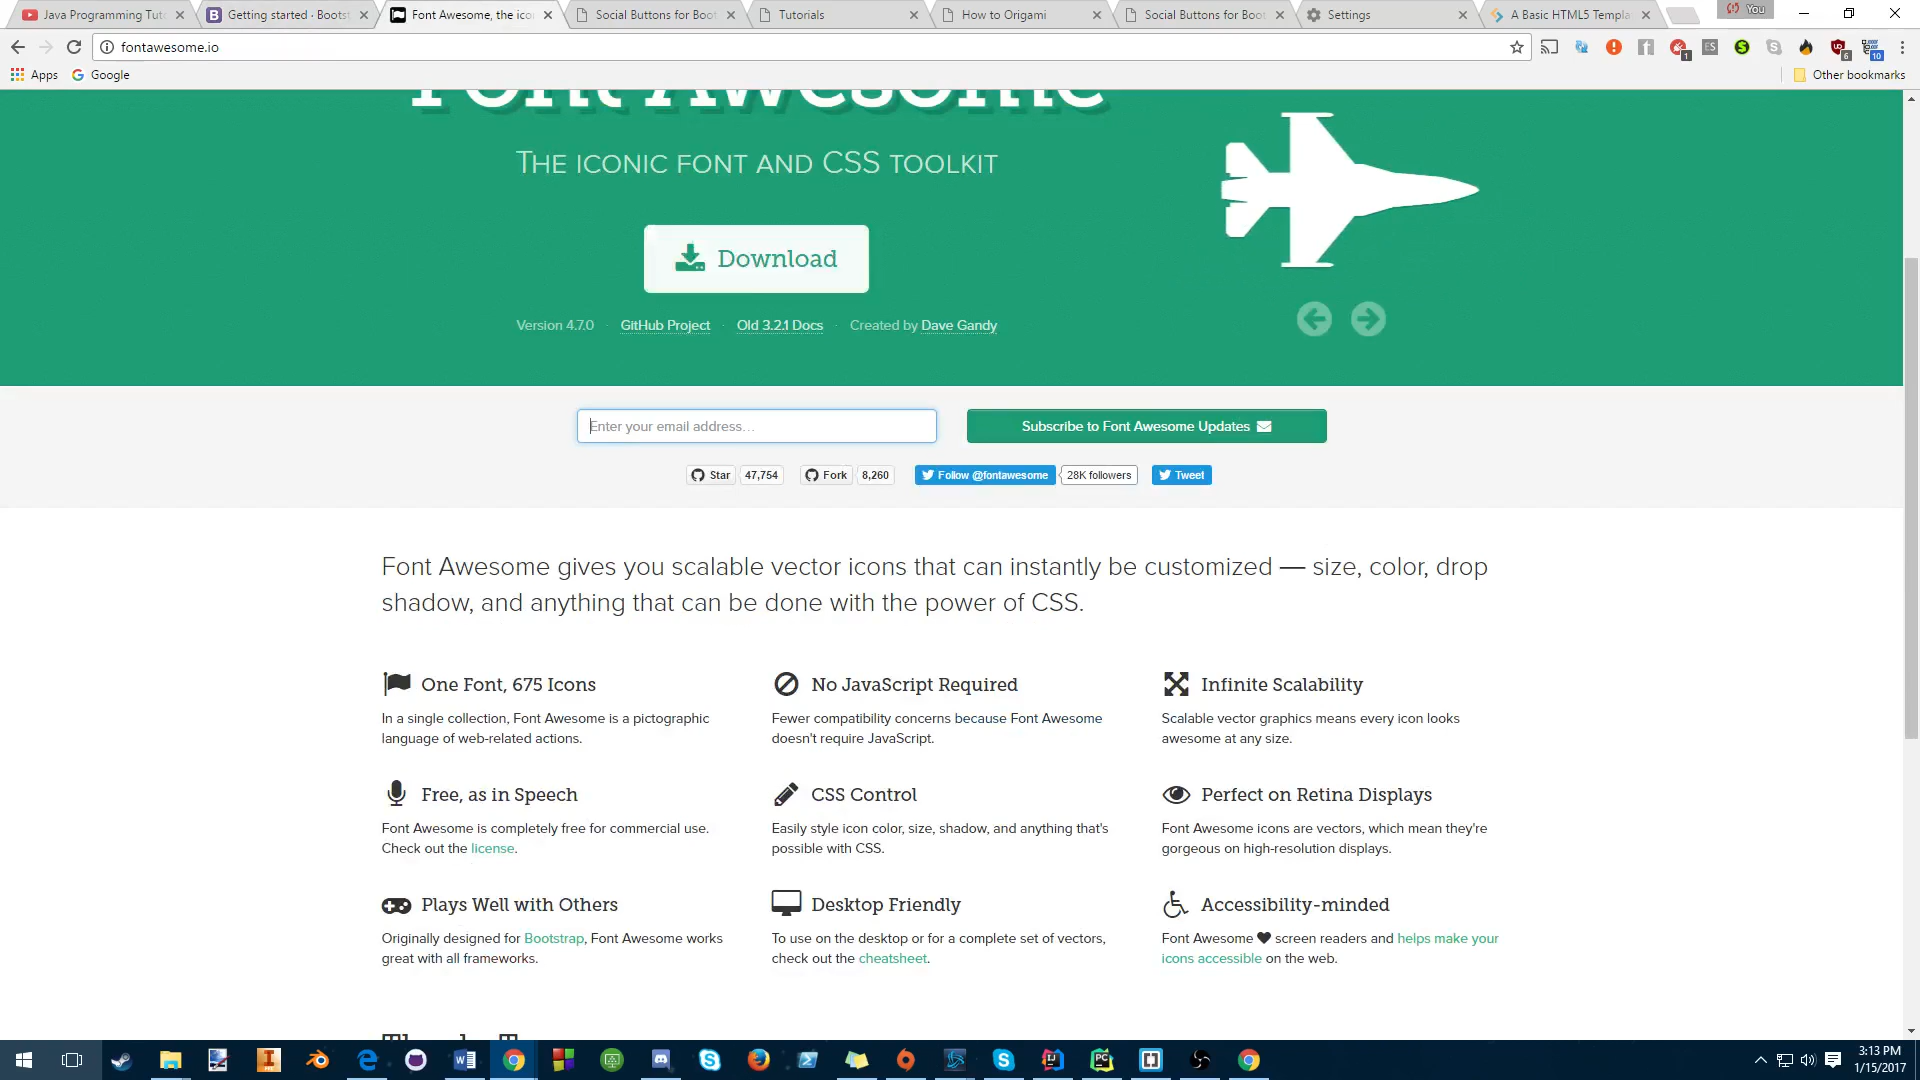 Java Programming Tuto
Getting started · Bootst
Font Awesome, the ico
Social Buttons for Boot
Tutorials
How to Origami
Social Buttons for Boot
Settings
A Basic HTML5 Templa
You
fontawesome.io
Apps
Google
Other bookmarks
Font Awesome
The iconic font and CSS toolkit
Download
Version 4.7.0 · GitHub Project · Old 3.2.1 Docs · Created by Dave Gandy
Enter your email address...
Subscribe to Font Awesome Updates
Star 47,754
Fork 8,260
Follow @fontawesome 28K followers
Tweet
Font Awesome gives you scalable vector icons that can instantly be customized — size, color, drop
shadow, and anything that can be done with the power of CSS.
One Font, 675 Icons
In a single collection, Font Awesome is a pictographic
language of web-related actions.
No JavaScript Required
Fewer compatibility concerns because Font Awesome
doesn't require JavaScript.
Infinite Scalability
Scalable vector graphics means every icon looks
awesome at any size.
Free, as in Speech
Font Awesome is completely free for commercial use.
Check out the license.
CSS Control
Easily style icon color, size, shadow, and anything that's
possible with CSS.
Perfect on Retina Displays
Font Awesome icons are vectors, which mean they're
gorgeous on high-resolution displays.
Plays Well with Others
Originally designed for Bootstrap, Font Awesome works
great with all frameworks.
Desktop Friendly
To use on the desktop or for a complete set of vectors,
check out the cheatsheet.
Accessibility-minded
Font Awesome ♥ screen readers and helps make your
icons accessible on the web.
3:13 PM
1/15/2017